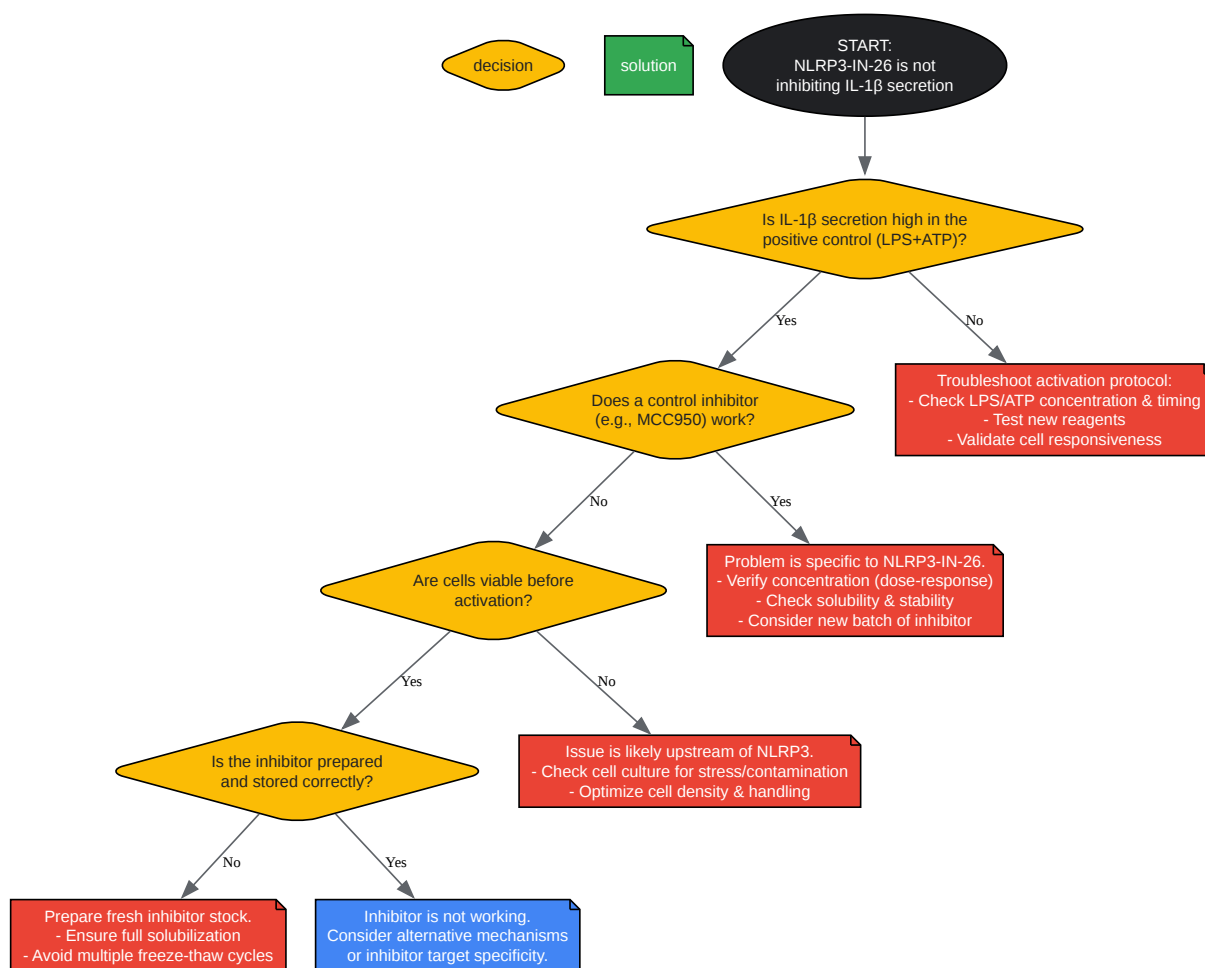 decision
solution
START:
NLRP3-IN-26 is not
inhibiting IL-1β secretion
Is IL-1β secretion high in the
positive control (LPS+ATP)?
Yes
No
Does a control inhibitor
(e.g., MCC950) work?
Troubleshoot activation protocol:
- Check LPS/ATP concentration & timing
- Test new reagents
- Validate cell responsiveness
No
Yes
Are cells viable before
activation?
Problem is specific to NLRP3-IN-26.
- Verify concentration (dose-response)
- Check solubility & stability
- Consider new batch of inhibitor
Yes
No
Is the inhibitor prepared
and stored correctly?
Issue is likely upstream of NLRP3.
- Check cell culture for stress/contamination
- Optimize cell density & handling
No
Yes
Prepare fresh inhibitor stock.
- Ensure full solubilization
- Avoid multiple freeze-thaw cycles
Inhibitor is not working.
Consider alternative mechanisms
or inhibitor target specificity.